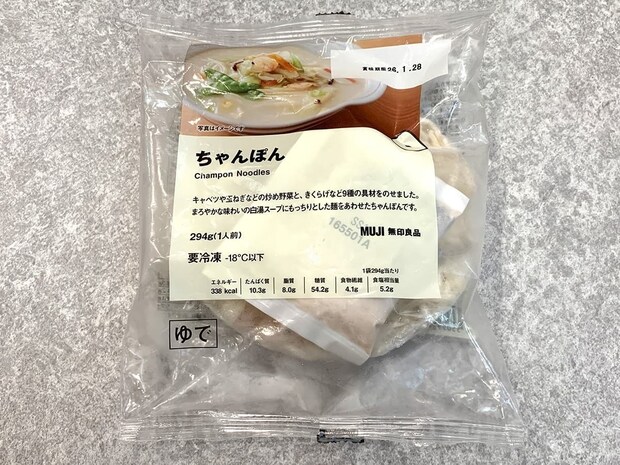 賞味期限 26.1.28
写真はイメージです
ちゃんぽん
Champon Noodles
キャベツや玉ねぎなどの炒め野菜と、きくらげなど9種の具材をのせました。
まろやかな味わいの白湯スープにもっちりとした麺をあわせたちゃんぽんです。
165501A
294g(1人前)
MUJI 無印良品
要冷凍 -18℃以下
1袋294g当たり
エネルギー たんぱく質 脂質 糖質 食物繊維 食塩相当量
338 kcal 10.3g 8.0g 54.2g 4.1g 5.2g
ゆで